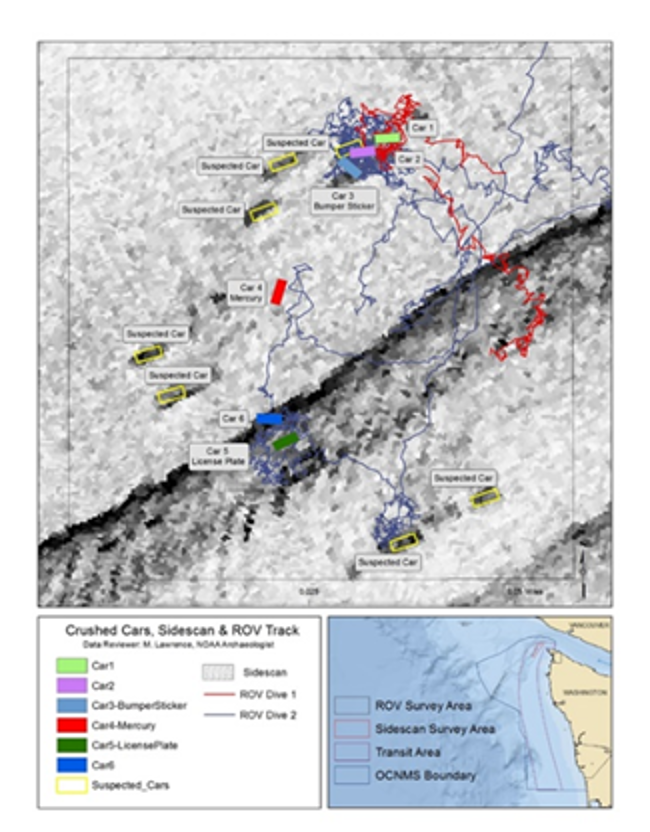 Car 1
Suspected Car
Car 2
Suspected Car
Car 3
Bumper Sticker
Suspected Car
Car 4
Mercury
Suspected Car
Suspected Car
Car 6
Car 5
License Plate
Suspected Car
Suspected Car
0.025
Crushed Cars, Sidescan & ROV Track
Data Reviewer: M. Lawrence, NOAA Archaeologist
Car1
Car2
Car3-BumperSticker
Car4-Mercury
Car5-LicensePlate
Car6
Suspected_Cars
Sidescan
ROV Dive 1
ROV Dive 2
VANCOUVER
WASHINGTON
ROV Survey Area
Sidescan Survey Area
Transit Area
OCNMS Boundary